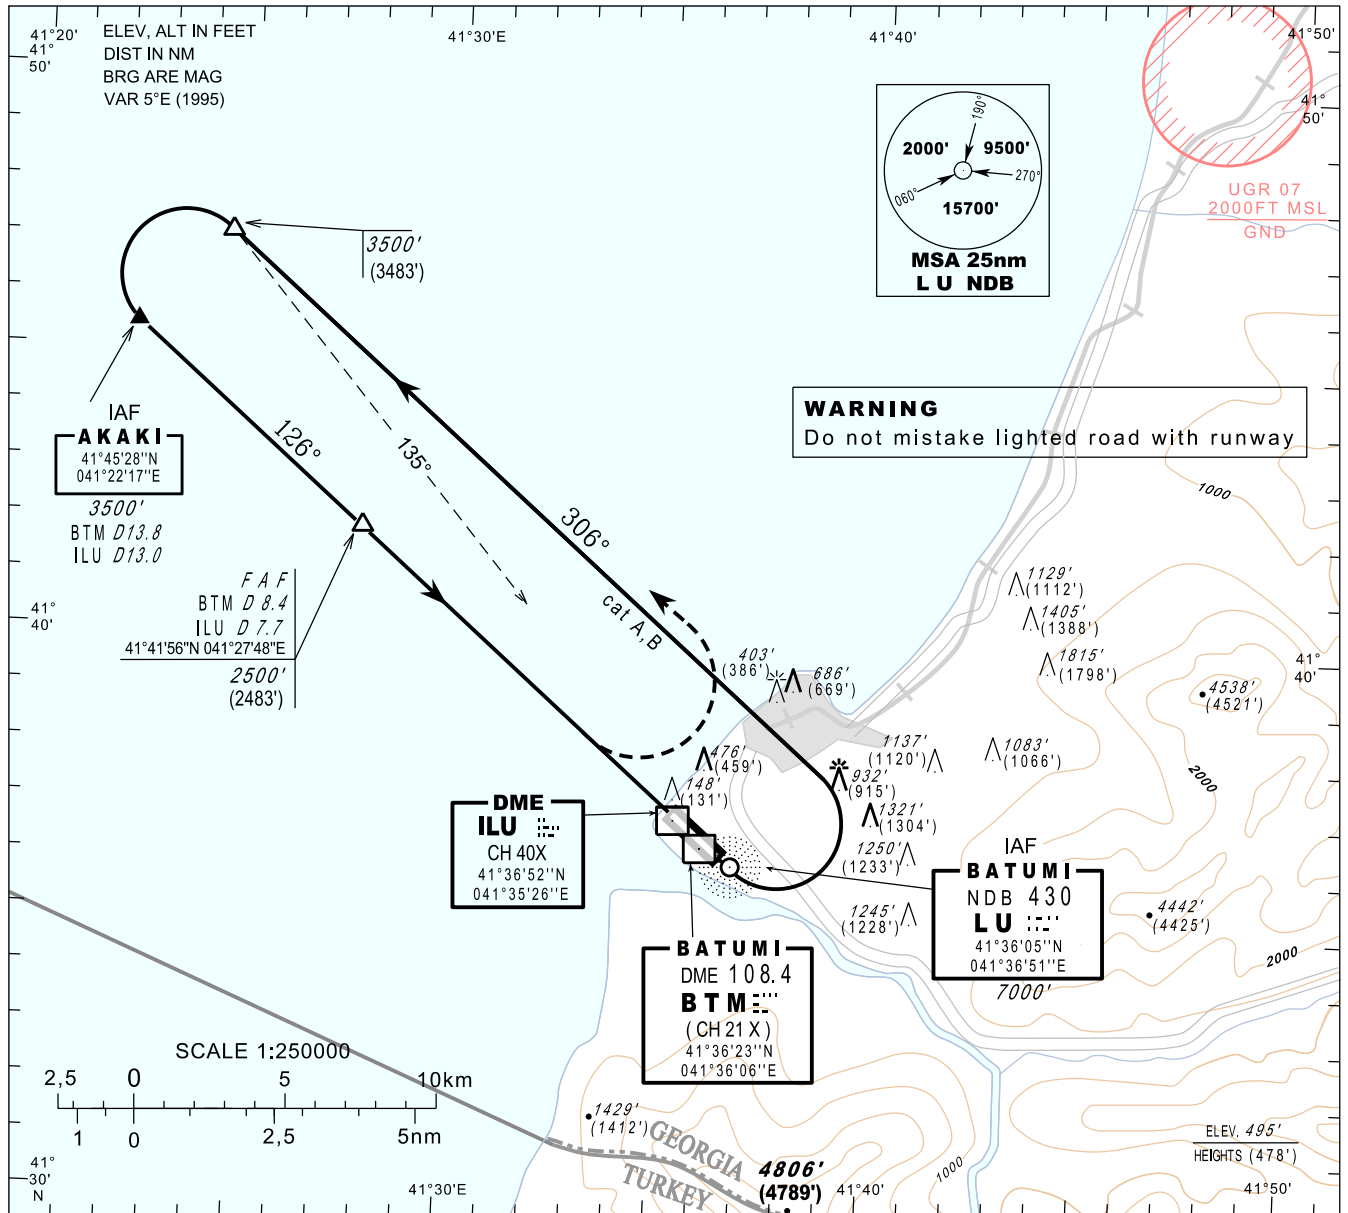 41°20'
ELEV, ALT IN FEET
DIST IN NM
BRG ARE MAG
VAR 5°E (1995)
41°30'E
41°40'
41°50'
41°
50'
41°
50'
190°
2000'
9500'
060°
270°
15700'
MSA 25nm
L U NDB
UGR 07
2000FT MSL
GND
3500'
(3483')
WARNING
Do not mistake lighted road with runway
IAF
AKAKI
41°45'28''N
041°22'17''E
3500'
BTM D13.8
ILU D13.0
126°
135°
306°
cat A,B
1000
F A F
BTM D 8.4
ILU D 7.7
41°41'56"N 041°27'48"E
2500'
(2483')
41°
40'
41°
40'
1129'
(1112')
1405'
(1388')
1815'
(1798')
4538'
(4521')
403'
(386')
686'
(669')
476'
(459')
148'
(131')
1137'
(1120')
1083'
(1066')
932'
(915')
1321'
(1304')
1250'
(1233')
1245'
(1228')
2000
4442'
(4425')
2000
DME
ILU
CH 40X
41°36'52''N
041°35'26''E
IAF
BATUMI
NDB 430
LU
41°36'05''N
041°36'51''E
7000'
BATUMI
DME 108.4
BTM
( CH 21 X )
41°36'23''N
041°36'06''E
SCALE 1:250000
2,5 0 5 10km
1 0 2,5 5nm
1429'
(1412')
GEORGIA
TURKEY
4806'
(4789')
1000
ELEV. 495'
HEIGHTS (478')
41°
30'
N
41°30'E
41°40'
41°50'